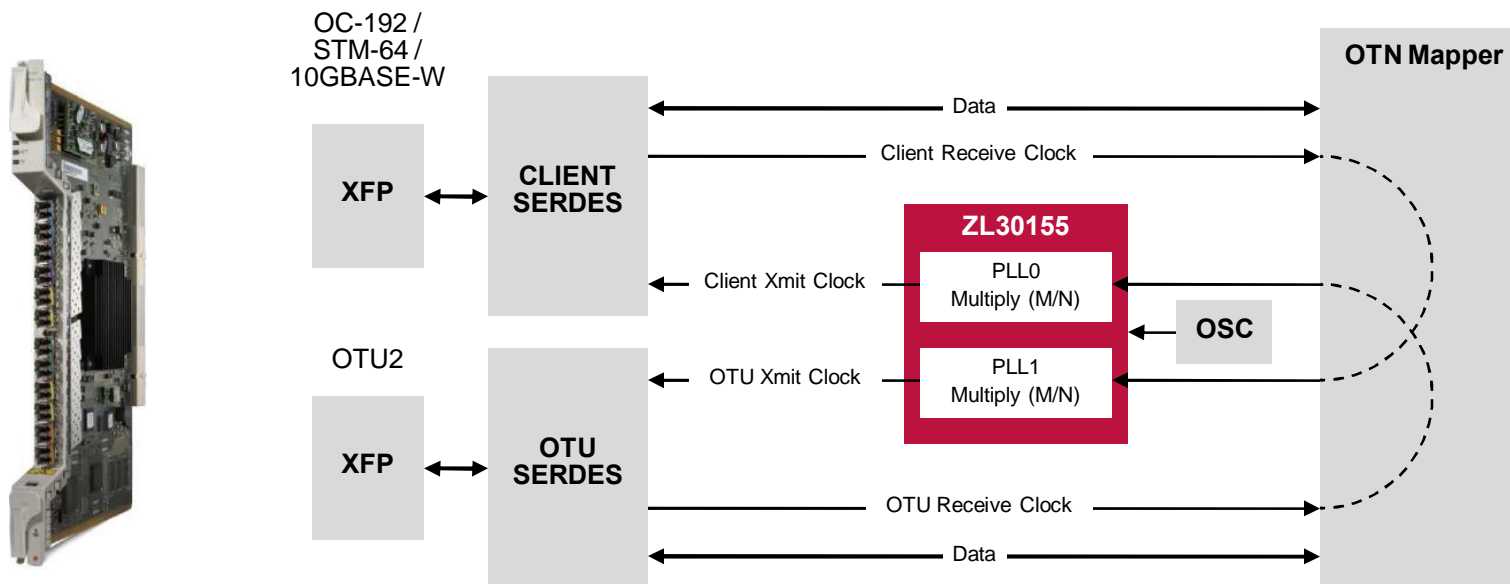 OC-192 /
STM-64 /
10GBASE-W
OTN Mapper
Data
Client Receive Clock
XFP
CLIENT
SERDES
ZL30155
PLL0
Multiply (M/N)
Client Xmit Clock
OSC
OTU2
PLL1
Multiply (M/N)
OTU Xmit Clock
XFP
OTU
SERDES
OTU Receive Clock
Data